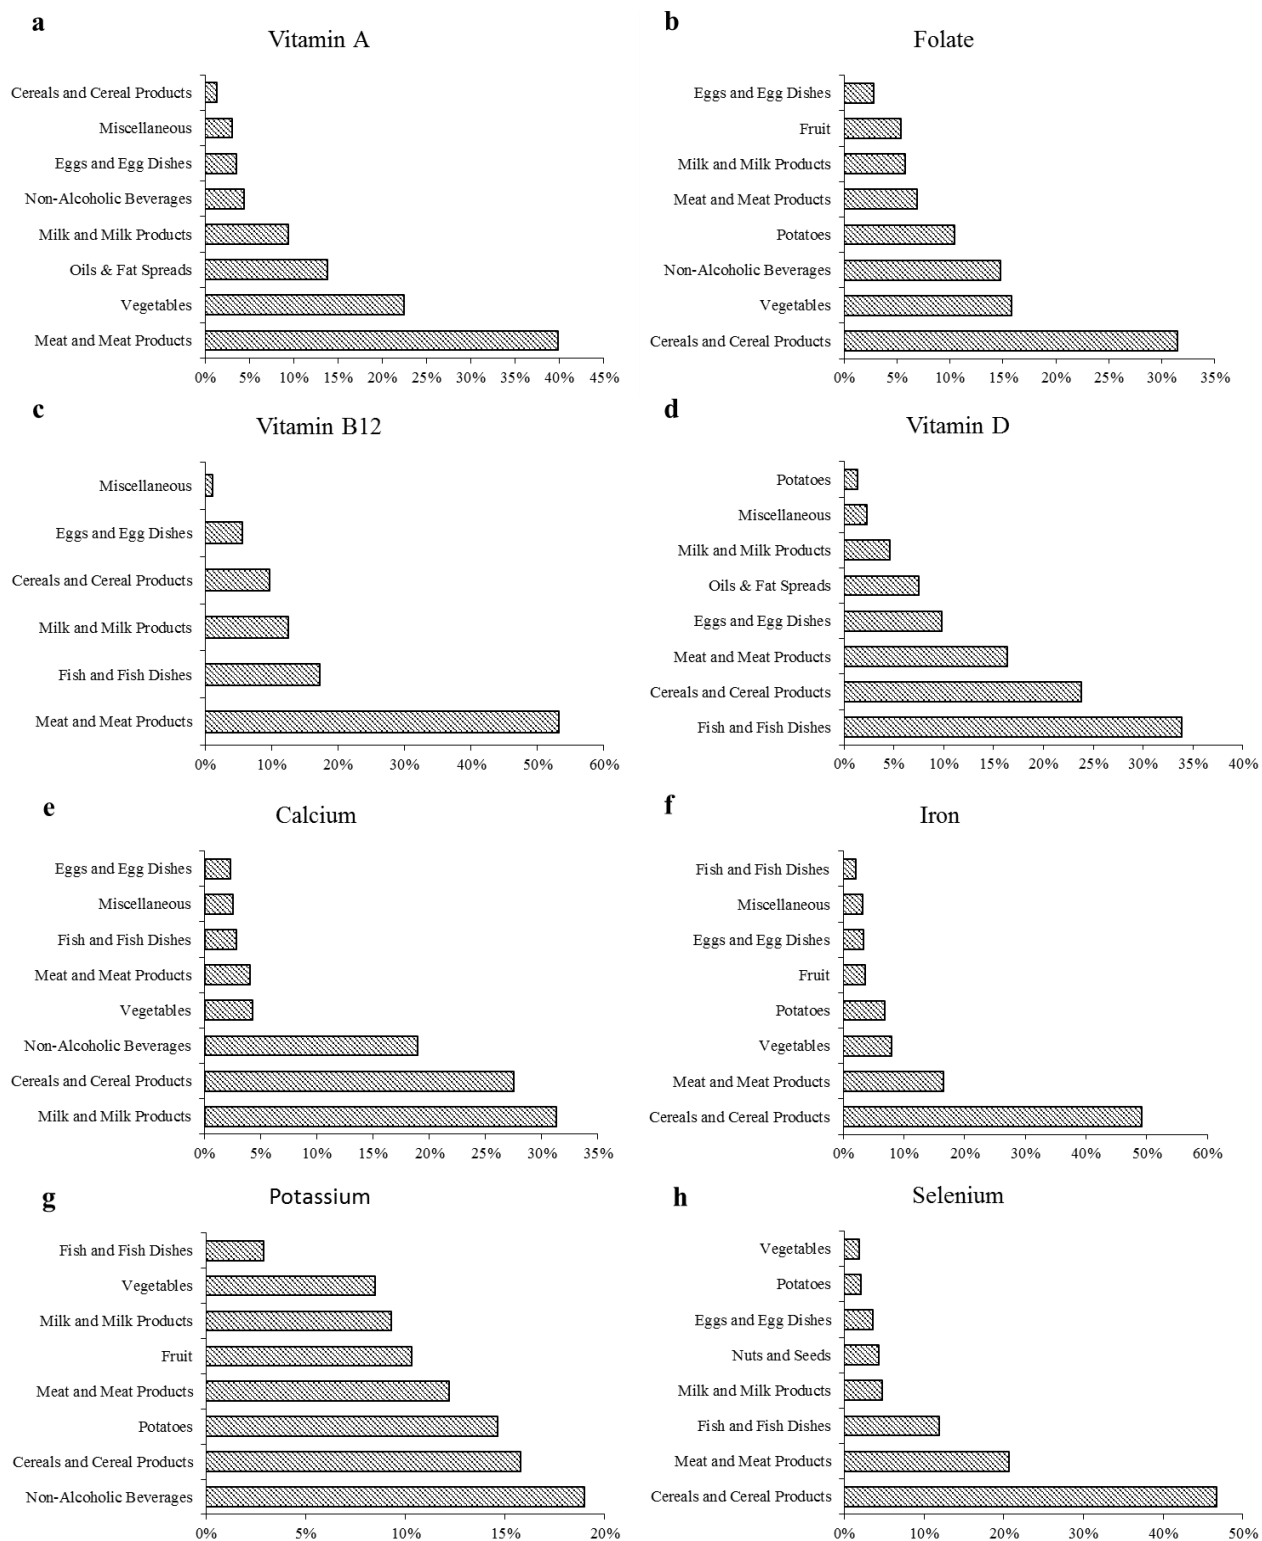 a
Vitamin A
Cereals and Cereal Products
Miscellaneous
Eggs and Egg Dishes
Non-Alcoholic Beverages
Milk and Milk Products
Oils & Fat Spreads
Vegetables
Meat and Meat Products
0% 5% 10% 15% 20% 25% 30% 35% 40% 45%
b
Folate
Eggs and Egg Dishes
Fruit
Milk and Milk Products
Meat and Meat Products
Potatoes
Non-Alcoholic Beverages
Vegetables
Cereals and Cereal Products
0% 5% 10% 15% 20% 25% 30% 35%
c
Vitamin B12
Miscellaneous
Eggs and Egg Dishes
Cereals and Cereal Products
Milk and Milk Products
Fish and Fish Dishes
Meat and Meat Products
0% 10% 20% 30% 40% 50% 60%
d
Vitamin D
Potatoes
Miscellaneous
Milk and Milk Products
Oils & Fat Spreads
Eggs and Egg Dishes
Meat and Meat Products
Cereals and Cereal Products
Fish and Fish Dishes
0% 5% 10% 15% 20% 25% 30% 35% 40%
e
Calcium
Eggs and Egg Dishes
Miscellaneous
Fish and Fish Dishes
Meat and Meat Products
Vegetables
Non-Alcoholic Beverages
Cereals and Cereal Products
Milk and Milk Products
0% 5% 10% 15% 20% 25% 30% 35%
f
Iron
Fish and Fish Dishes
Miscellaneous
Eggs and Egg Dishes
Fruit
Potatoes
Vegetables
Meat and Meat Products
Cereals and Cereal Products
0% 10% 20% 30% 40% 50% 60%
g
Potassium
Fish and Fish Dishes
Vegetables
Milk and Milk Products
Fruit
Meat and Meat Products
Potatoes
Cereals and Cereal Products
Non-Alcoholic Beverages
0% 5% 10% 15% 20%
h
Selenium
Vegetables
Potatoes
Eggs and Egg Dishes
Nuts and Seeds
Milk and Milk Products
Fish and Fish Dishes
Meat and Meat Products
Cereals and Cereal Products
0% 10% 20% 30% 40% 50%